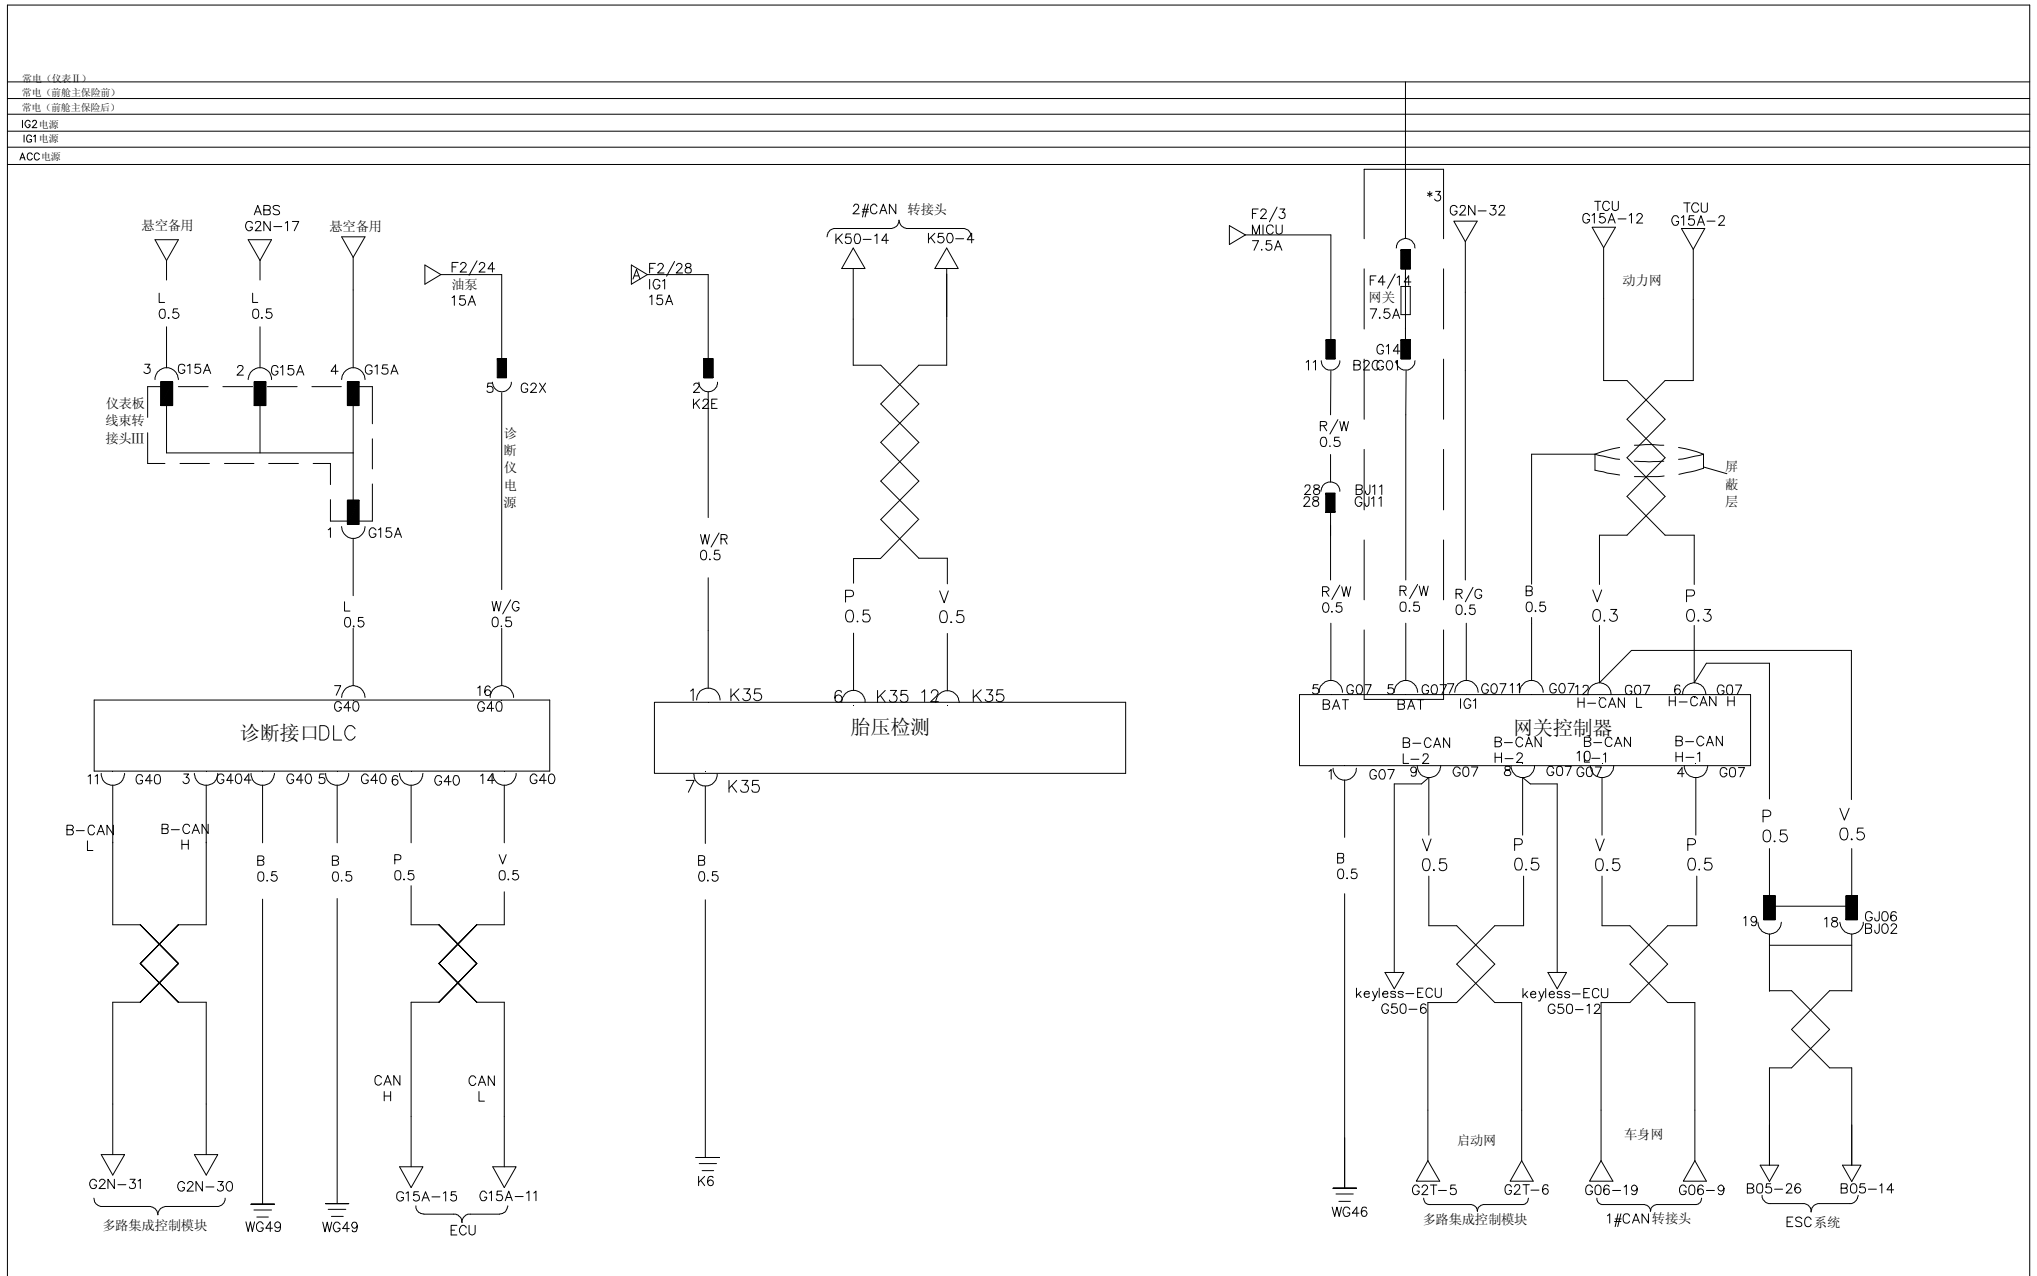 常电（仪表Ⅱ）
常电（前舱主保险前）
常电（前舱主保险后）
IG2电源
IG1电源
ACC电源
悬空备用
ABS
G2N-17
悬空备用
L
0.5
L
0.5
3
G15A
2
G15A
4
G15A
仪表板
线束转
接头III
1
G15A
L
0.5
F2/24
油泵
15A
5
G2X
诊断仪电源
W/G
0.5
7
G40
16
G40
诊断接口DLC
11
G40
3
G40
4
G40
5
G40
6
G40
14
G40
B-CAN
L
B-CAN
H
B
0.5
B
0.5
P
0.5
V
0.5
CAN
H
CAN
L
G2N-31
G2N-30
多路集成控制模块
WG49
WG49
G15A-15
G15A-11
ECU
A
F2/28
IG1
15A
2
K2E
W/R
0.5
2#CAN 转接头
K50-14
K50-4
P
0.5
V
0.5
1
K35
6
K35
12
K35
胎压检测
7
K35
B
0.5
K6
F2/3
MICU
7.5A
*3
G2N-32
F4/14
网关
7.5A
TCU
G15A-12
TCU
G15A-2
动力网
11
B2G
G14
G01
R/W
0.5
28
BJ11
28
GJ11
屏蔽层
R/W
0.5
R/W
0.5
R/G
0.5
B
0.5
V
0.3
P
0.3
5
G07
BAT
5
G07
BAT
7
G07
IG1
11
G07
12
G07
H-CAN L
6
G07
H-CAN H
网关控制器
B-CAN
L-2
B-CAN
H-2
B-CAN
L-1
B-CAN
H-1
1
G07
9
G07
8
G07
10
G07
4
G07
B
0.5
V
0.5
P
0.5
V
0.5
P
0.5
P
0.5
V
0.5
19
18
GJ06
BJ02
keyless-ECU
G50-6
keyless-ECU
G50-12
启动网
车身网
WG46
G2T-5
G2T-6
多路集成控制模块
G06-19
G06-9
1#CAN转接头
B05-26
B05-14
ESC系统